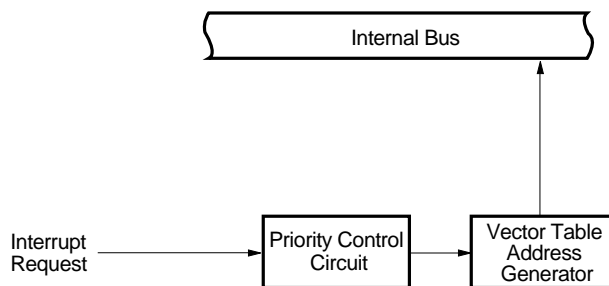 Internal Bus
Interrupt
Request
Priority Control
Circuit
Vector Table
Address
Generator